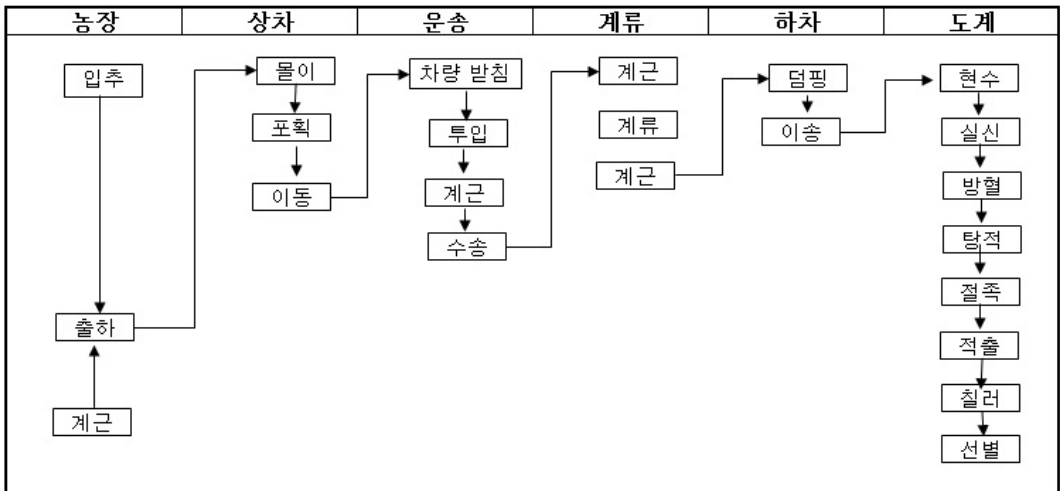 농장 상차 운송 계류 하차 도계
입추
출하
계근
몰이
포획
이동
차량 받침
투입
계근
수송
계근
계류
계근
덤핑
이송
현수
실신
방혈
탕적
절족
적출
칠러
선별